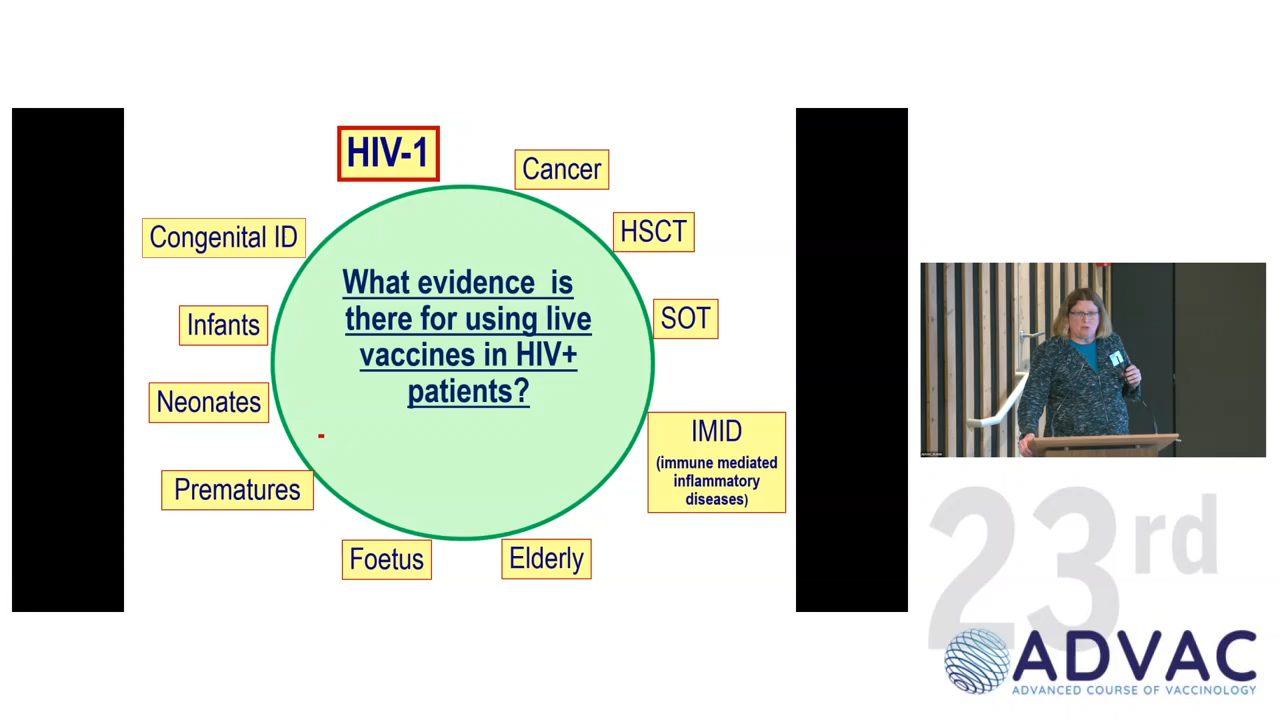 HIV-1
Cancer
HSCT
Congenital ID
What evidence is
there for using live
vaccines in HIV+
patients?
Infants
SOT
Neonates
IMID
(immune mediated
inflammatory
diseases)
Prematures
Foetus
Elderly
23rd
ADVAC
ADVANCED COURSE OF VACCINOLOGY